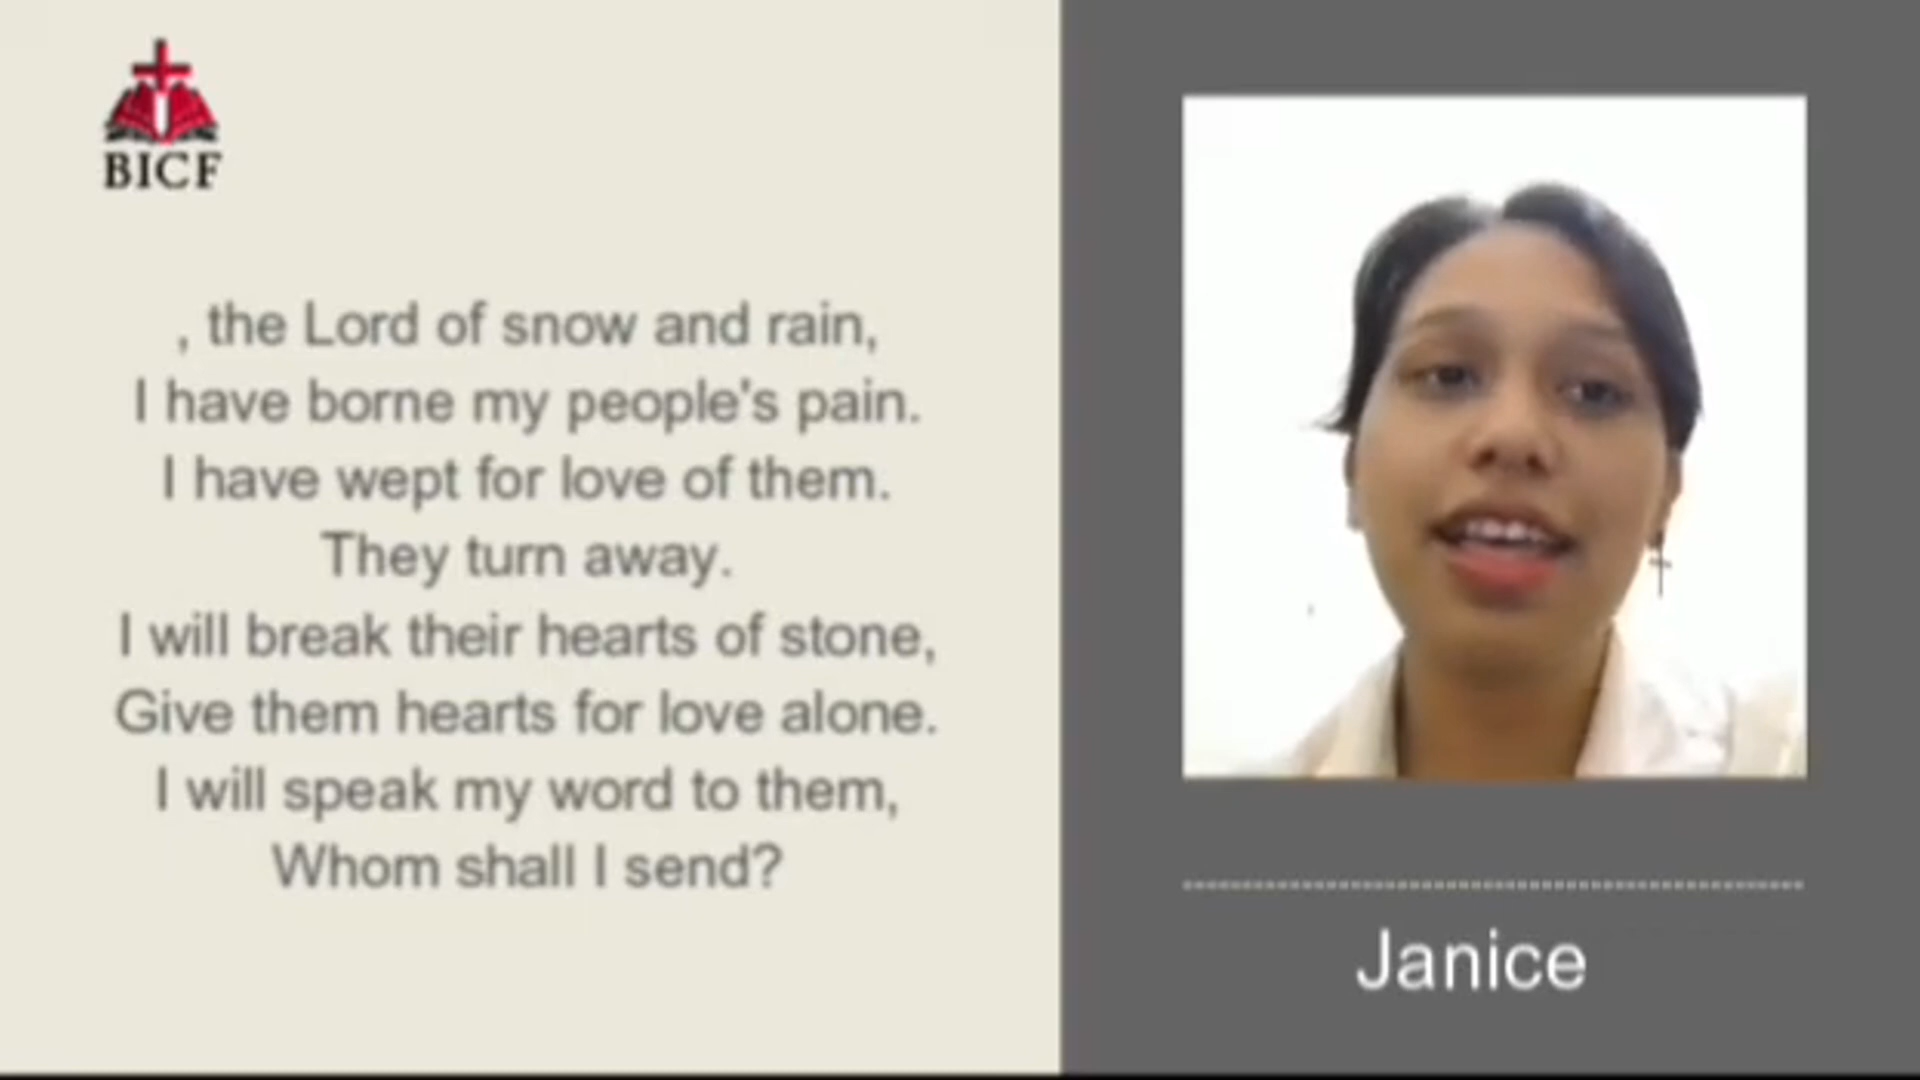 BICF
, the Lord of snow and rain,
I have borne my people's pain.
I have wept for love of them.
They turn away.
I will break their hearts of stone,
Give them hearts for love alone.
I will speak my word to them,
Whom shall I send?
Janice